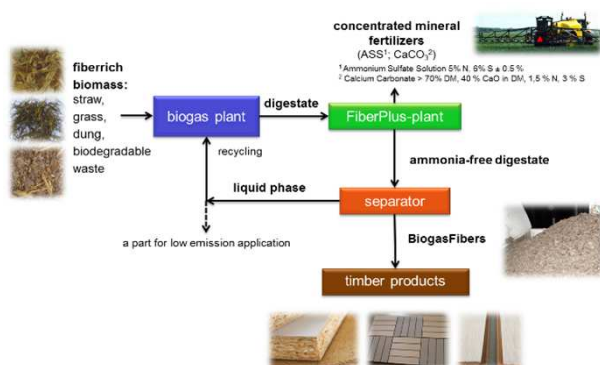 concentrated mineral
fertilizers
(ASS¹; CaCO₃²)
¹ Ammonium Sulfate Solution 5% N, 6% S ± 0.5 %
² Calcium Carbonate > 70% DM, 40 % CaO in DM, 1,5 % N, 3 % S
fiberrich
biomass:
straw,
grass,
dung,
biodegradable
waste
biogas plant
digestate
FiberPlus-plant
recycling
ammonia-free digestate
liquid phase
separator
a part for low emission application
BiogasFibers
timber products